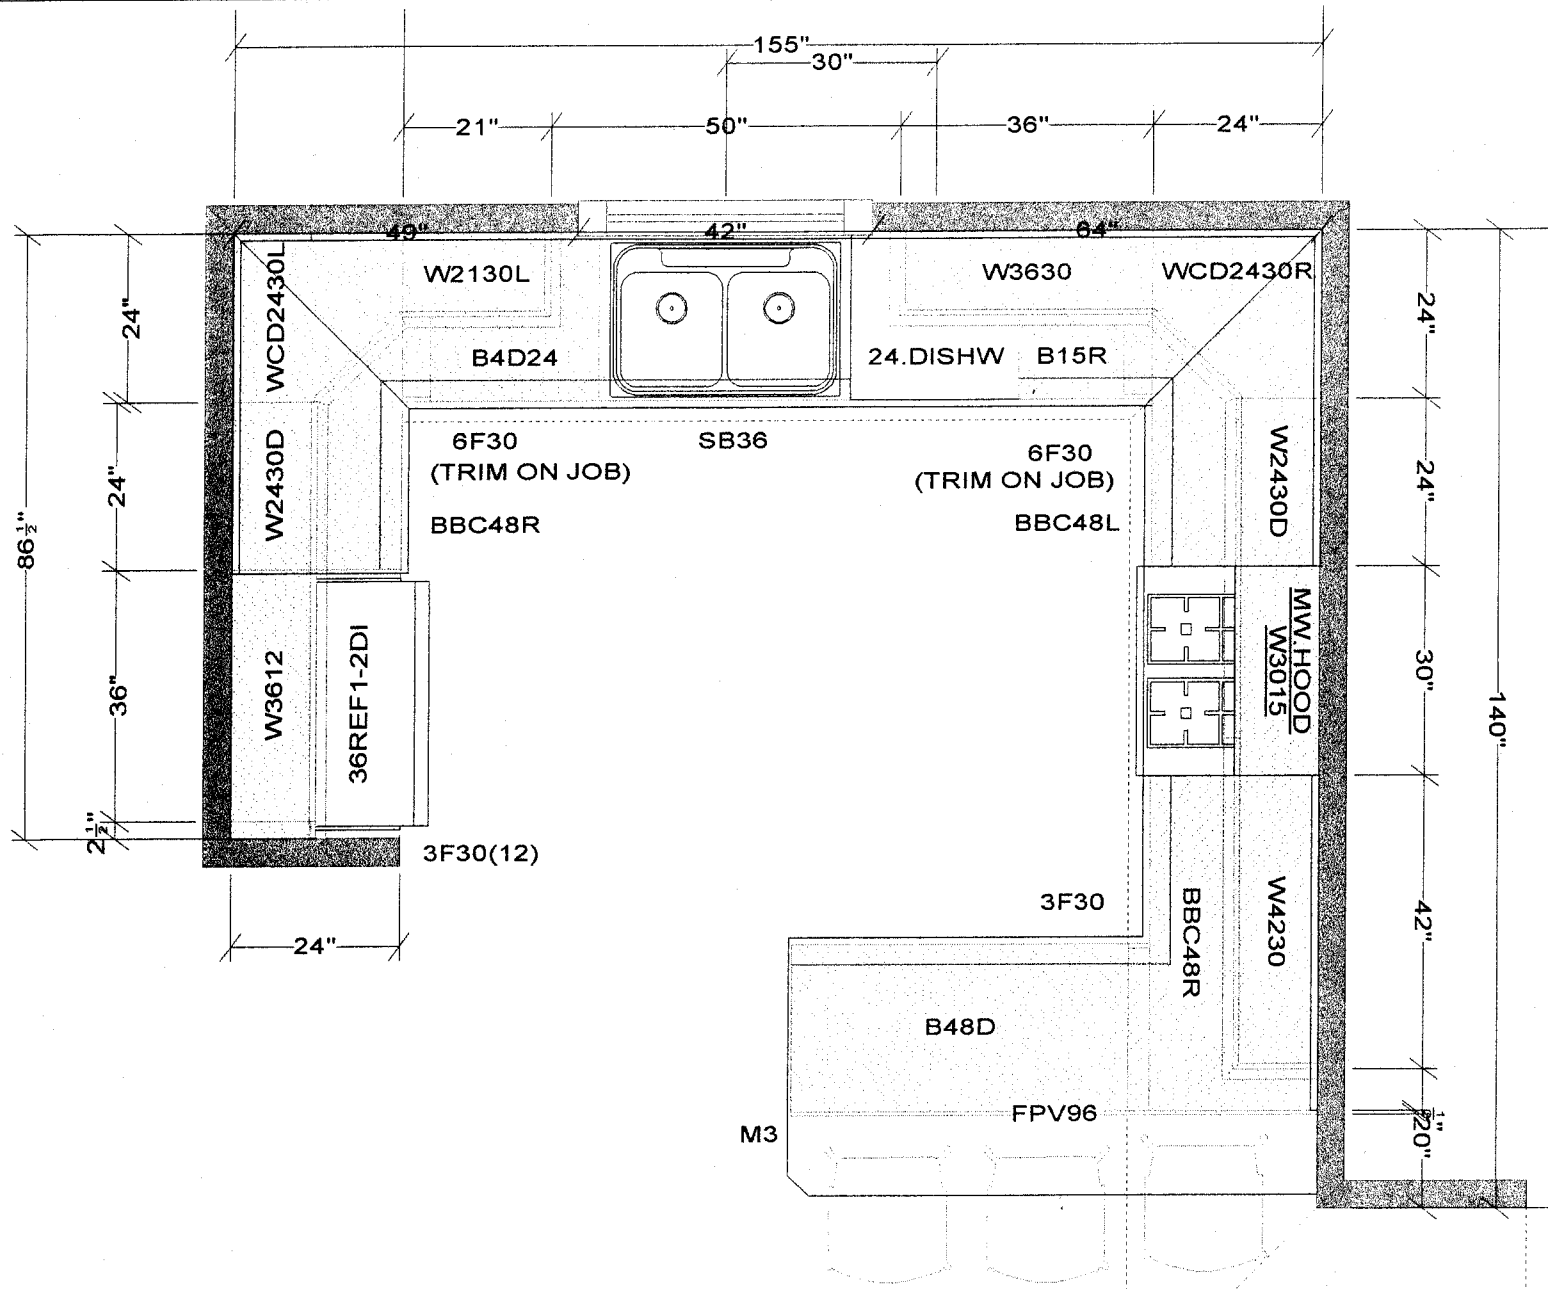 155"
30"
21"
50"
36"
24"
49"
42"
64"
W2130L
W3630
WCD2430R
WCD2430L
24"
24"
B4D24
24.DISHW
B15R
6F30
(TRIM ON JOB)
SB36
6F30
(TRIM ON JOB)
W2430D
W2430D
24"
24"
BBC48R
BBC48L
86 1/2"
W3612
36REF1-2DI
36"
MW.HOOD
W3015
30"
140"
2 1/2"
3F30(12)
3F30
BBC48R
W4230
42"
24"
B48D
FPV96
M3
20"